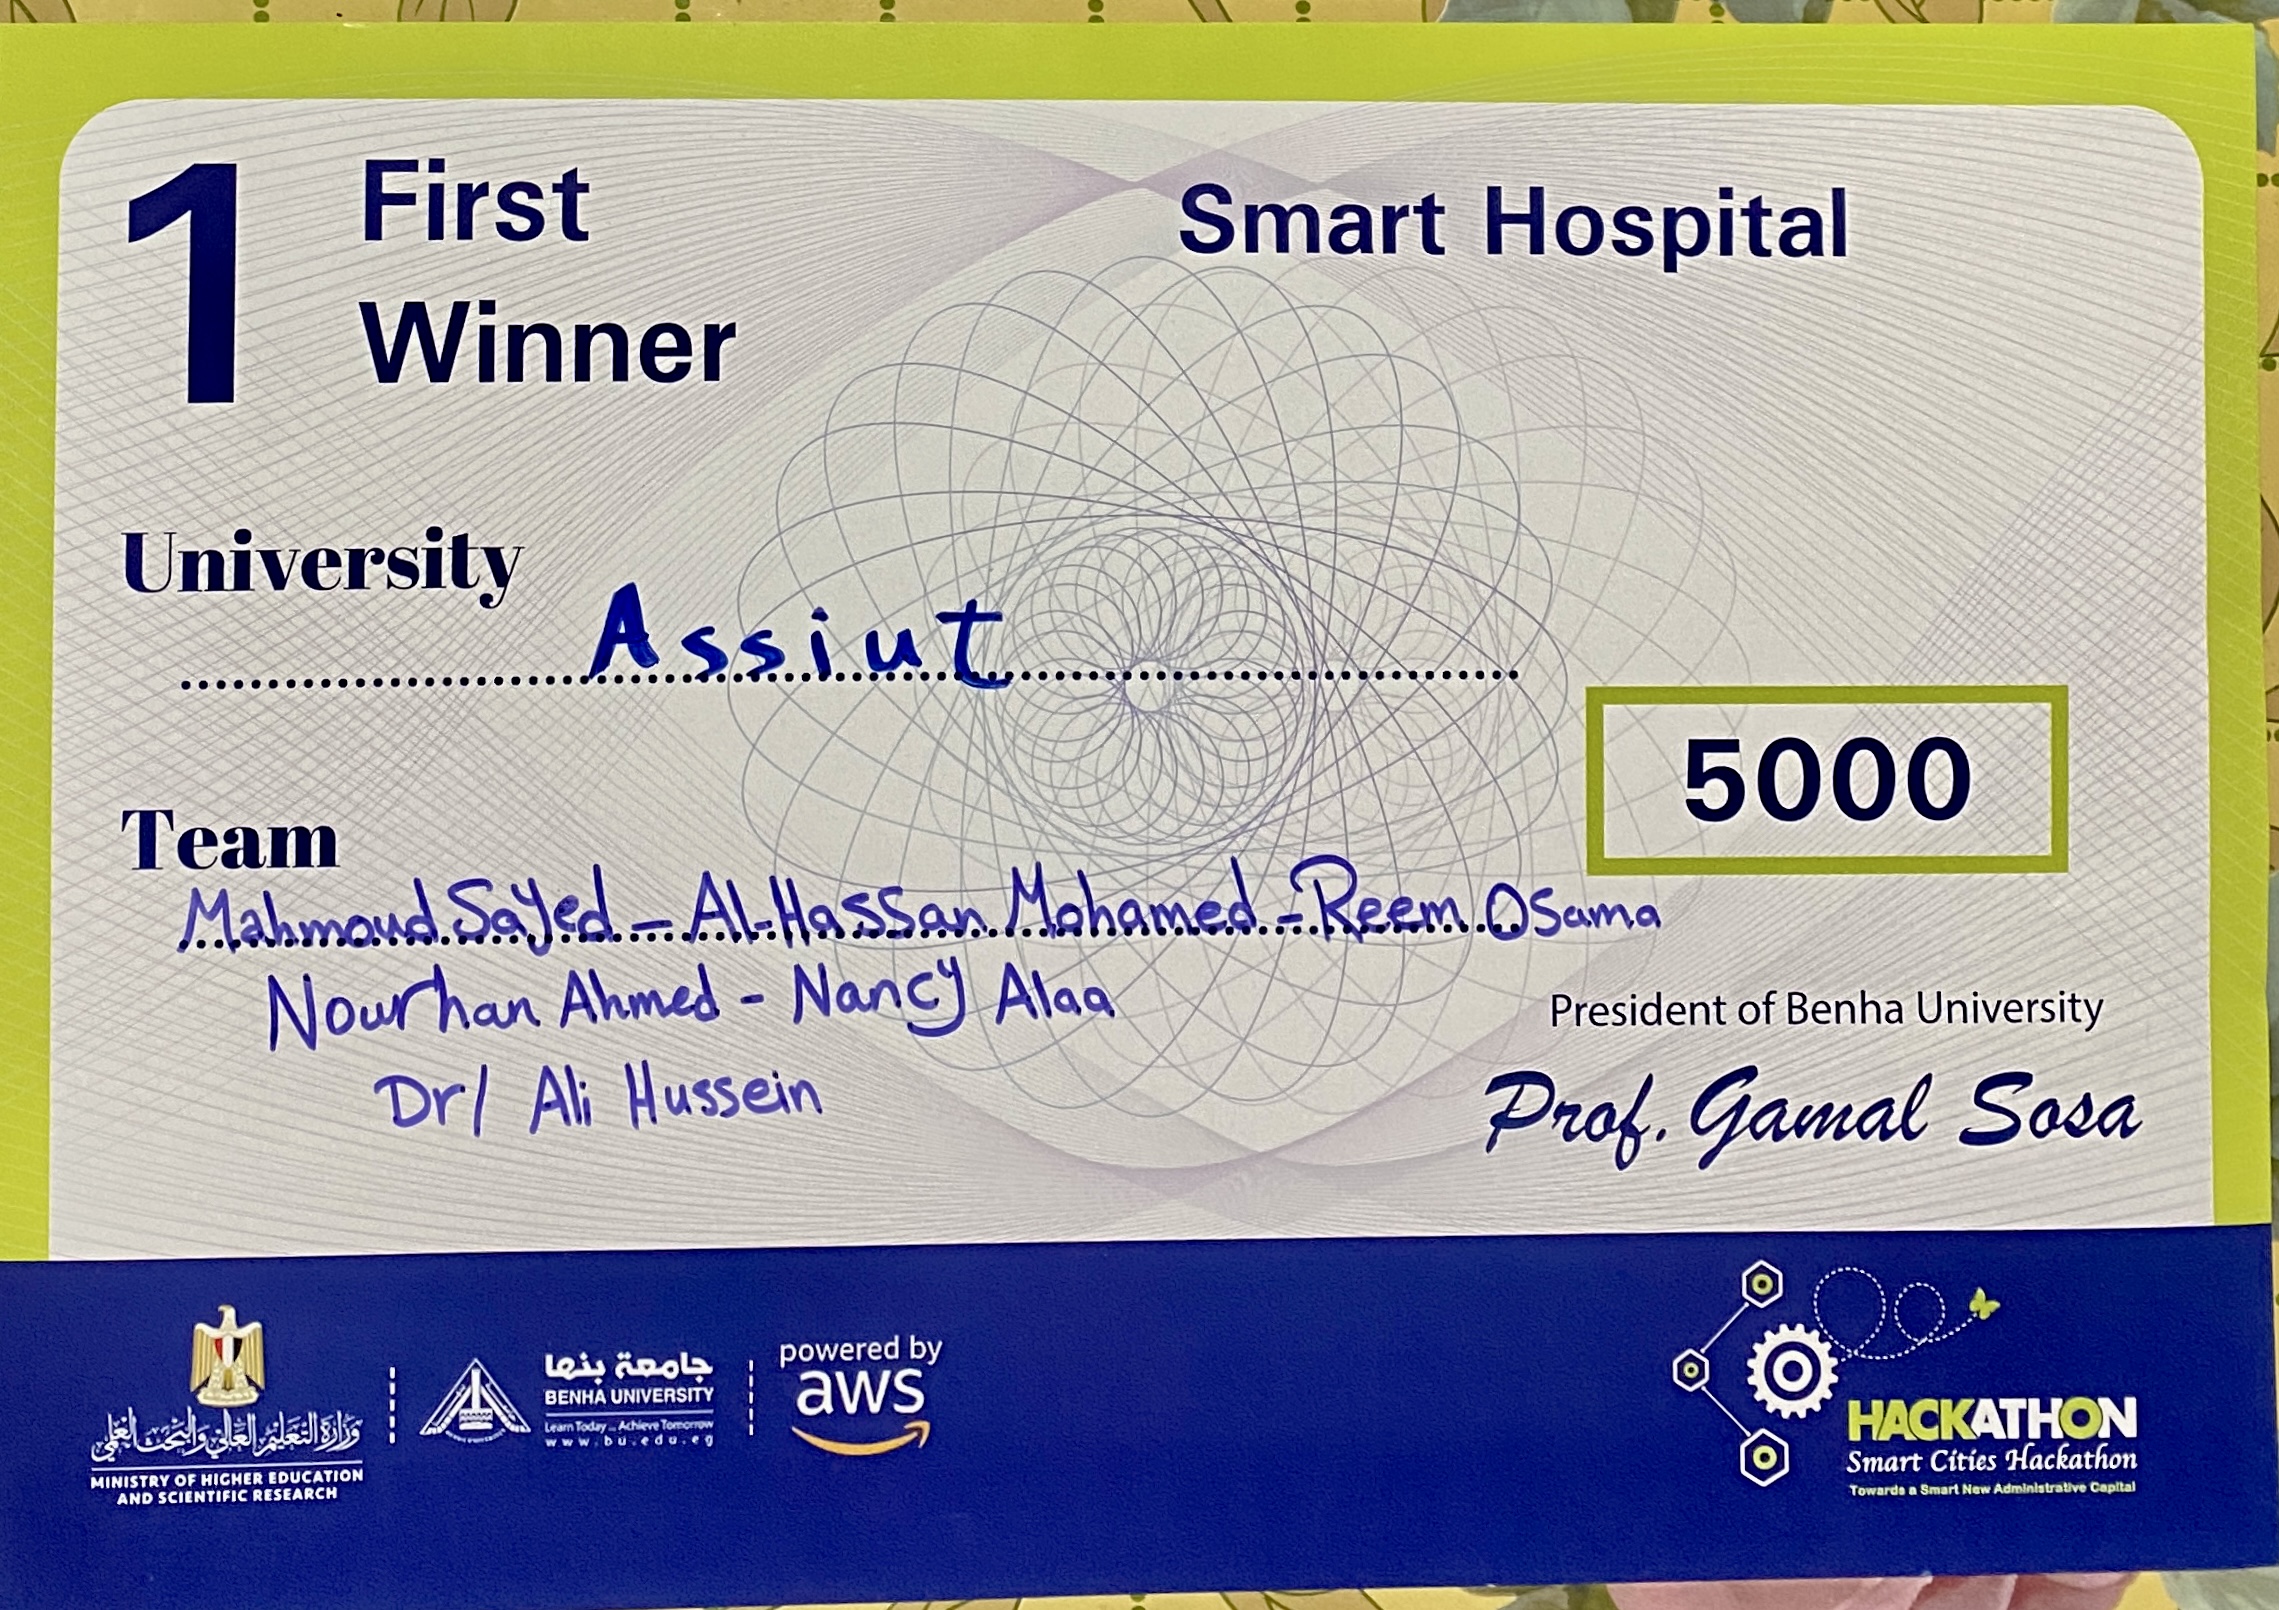 1 First Winner
Smart Hospital
University
Assiut
5000
Team
Mahmoud Sayed - Al-Hassan Mohamed - Reem Osama
Nourhan Ahmed - Nancy Alaa
Dr/ Ali Hussein
President of Benha University
Prof. Gamal Sosa
وزارة التعليم العالي والبحث العلمي
MINISTRY OF HIGHER EDUCATION
AND SCIENTIFIC RESEARCH
جامعة بنها
BENHA UNIVERSITY
Learn Today ... Achieve Tomorrow
www.bu.edu.eg
powered by
aws
HACKATHON
Smart Cities Hackathon
Towards a Smart New Administrative Capital